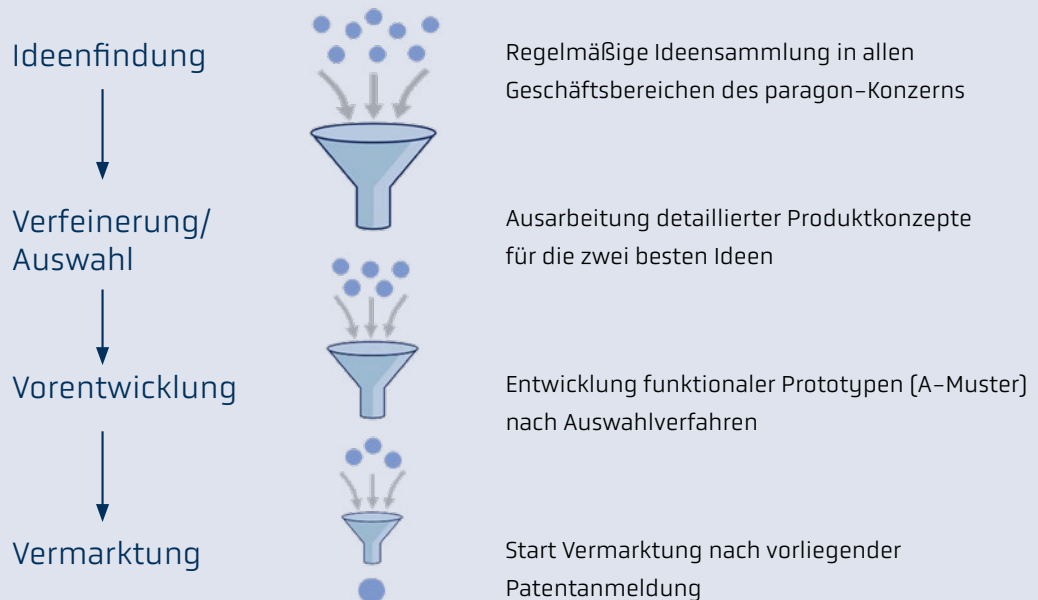 Ideenfindung
Regelmäßige Ideensammlung in allen
Geschäftsbereichen des paragon-Konzerns
Verfeinerung/
Auswahl
Ausarbeitung detaillierter Produktkonzepte
für die zwei besten Ideen
Vorentwicklung
Entwicklung funktionaler Prototypen (A-Muster)
nach Auswahlverfahren
Vermarktung
Start Vermarktung nach vorliegender
Patentanmeldung